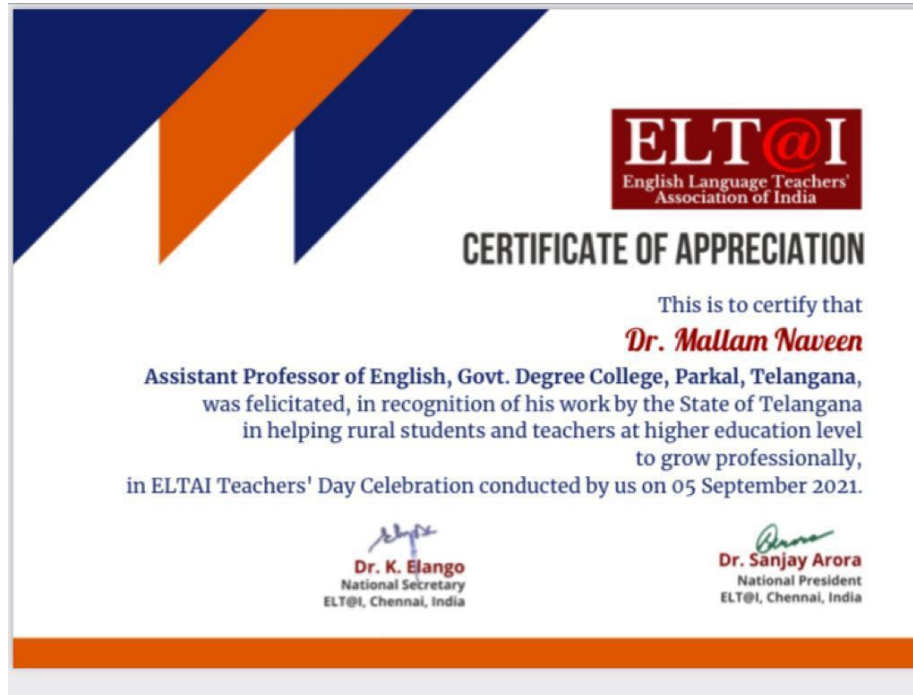 ELT@I
English Language Teachers'
Association of India
CERTIFICATE OF APPRECIATION
This is to certify that
Dr. Mallam Naveen
Assistant Professor of English, Govt. Degree College, Parkal, Telangana,
was felicitated, in recognition of his work by the State of Telangana
in helping rural students and teachers at higher education level
to grow professionally,
in ELTAI Teachers' Day Celebration conducted by us on 05 September 2021.
Arora
Dr. K. Elango
National Secretary
ELT@I, Chennai, India
Dr. Sanjay Arora
National President
ELT@I, Chennai, India